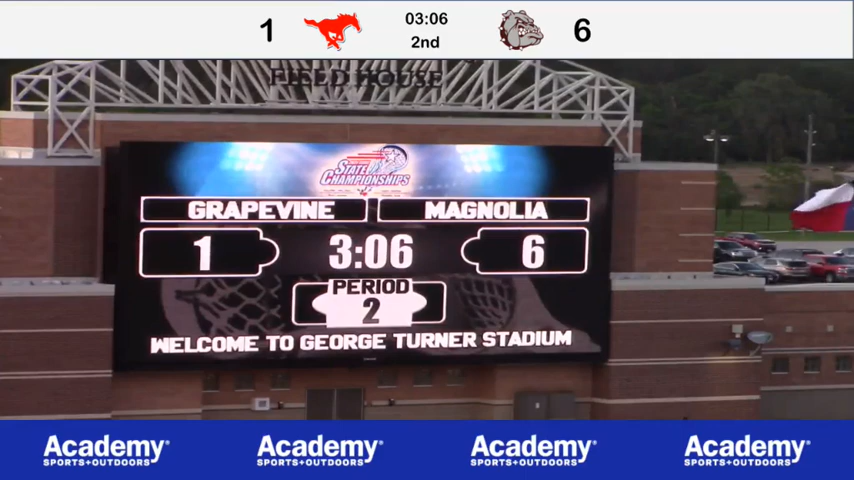 1 03:06 6
2nd
FIELD HOUSE
STATE
CHAMPIONSHIPS
GRAPEVINE MAGNOLIA
1 3:06 6
PERIOD
2
WELCOME TO GEORGE TURNER STADIUM
Academy Academy Academy Academy
SPORTS+OUTDOORS SPORTS+OUTDOORS SPORTS+OUTDOORS SPORTS+OUTDOORS